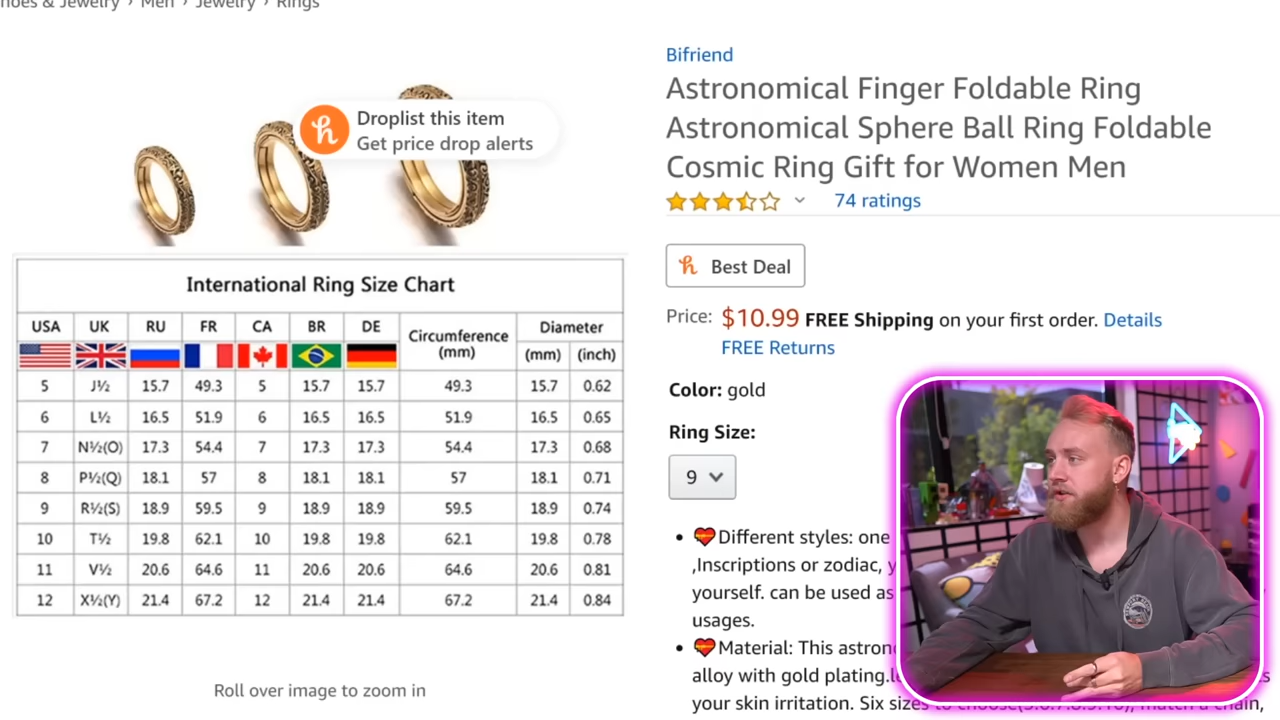 hoes & Jewelry › Men › Jewelry › Rings
Bifriend
Astronomical Finger Foldable Ring
Astronomical Sphere Ball Ring Foldable
Cosmic Ring Gift for Women Men
74 ratings
h Best Deal
Price: $10.99 FREE Shipping on your first order. Details
FREE Returns
Color: gold
Ring Size:
9
• Different styles: one
,Inscriptions or zodiac, y
yourself. can be used as
usages.
• Material: This astron
alloy with gold plating.
your skin irritation. Six sizes to choose(5.6.7.8.9.10), match a chain,
h Droplist this item
Get price drop alerts
International Ring Size Chart
USA UK RU FR CA BR DE Circumference (mm) Diameter (mm) (inch)
5 J½ 15.7 49.3 5 15.7 15.7 49.3 15.7 0.62
6 L½ 16.5 51.9 6 16.5 16.5 51.9 16.5 0.65
7 N½(O) 17.3 54.4 7 17.3 17.3 54.4 17.3 0.68
8 P½(Q) 18.1 57 8 18.1 18.1 57 18.1 0.71
9 R½(S) 18.9 59.5 9 18.9 18.9 59.5 18.9 0.74
10 T½ 19.8 62.1 10 19.8 19.8 62.1 19.8 0.78
11 V½ 20.6 64.6 11 20.6 20.6 64.6 20.6 0.81
12 X½(Y) 21.4 67.2 12 21.4 21.4 67.2 21.4 0.84
Roll over image to zoom in